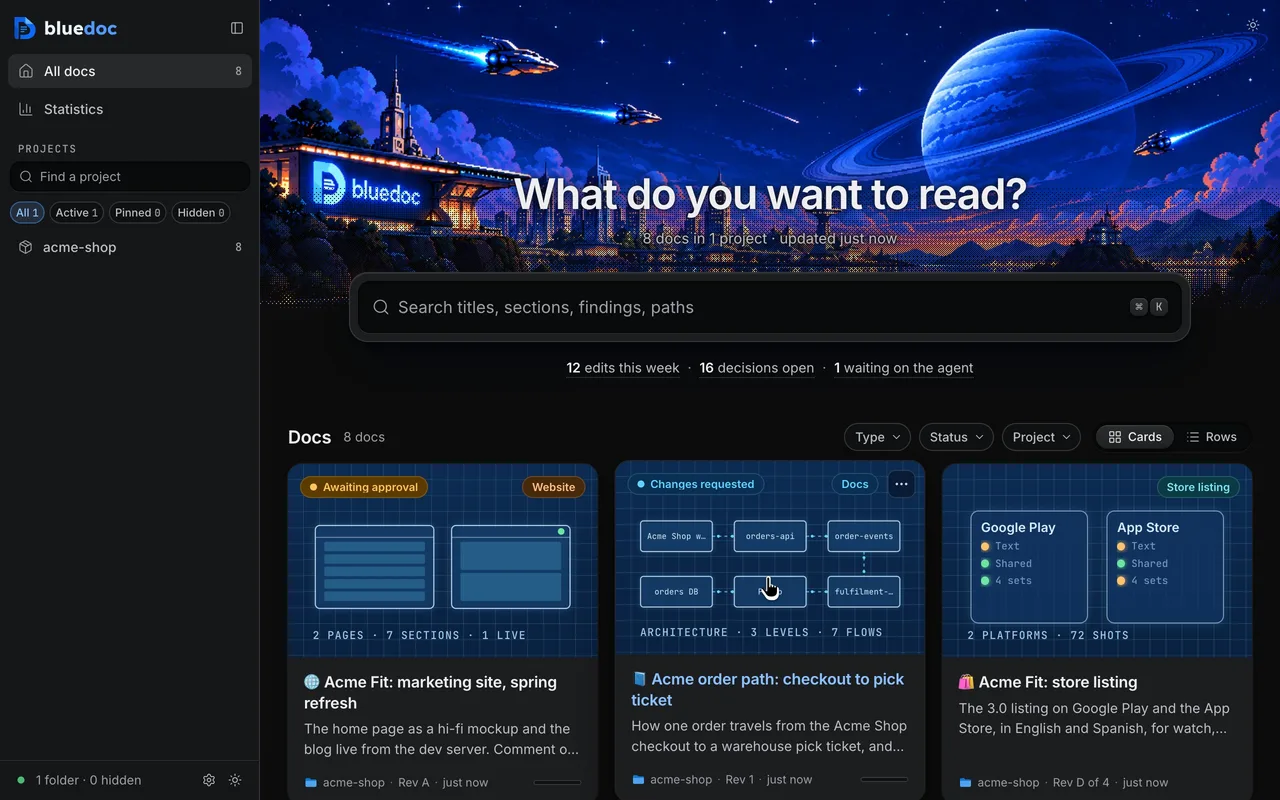 bluedoc
All docs 8
Statistics
PROJECTS
Find a project
All 1 Active 1 Pinned 0 Hidden 0
acme-shop 8
1 folder · 0 hidden
bluedoc
What do you want to read?
8 docs in 1 project · updated just now
Search titles, sections, findings, paths ⌘ K
12 edits this week · 16 decisions open · 1 waiting on the agent
Docs 8 docs
Type Status Project Cards Rows
Awaiting approval Website
2 PAGES · 7 SECTIONS · 1 LIVE
Acme Fit: marketing site, spring
refresh
The home page as a hi-fi mockup and the
blog live from the dev server. Comment o...
acme-shop · Rev A · just now
Changes requested Docs ...
Acme Shop w… orders-api order-events
orders DB fulfilment-…
ARCHITECTURE · 3 LEVELS · 7 FLOWS
Acme order path: checkout to pick
ticket
How one order travels from the Acme Shop
checkout to a warehouse pick ticket, and...
acme-shop · Rev 1 · just now
Store listing
Google Play
Text
Shared
4 sets
App Store
Text
Shared
4 sets
2 PLATFORMS · 72 SHOTS
Acme Fit: store listing
The 3.0 listing on Google Play and the App
Store, in English and Spanish, for watch,...
acme-shop · Rev D of 4 · just now